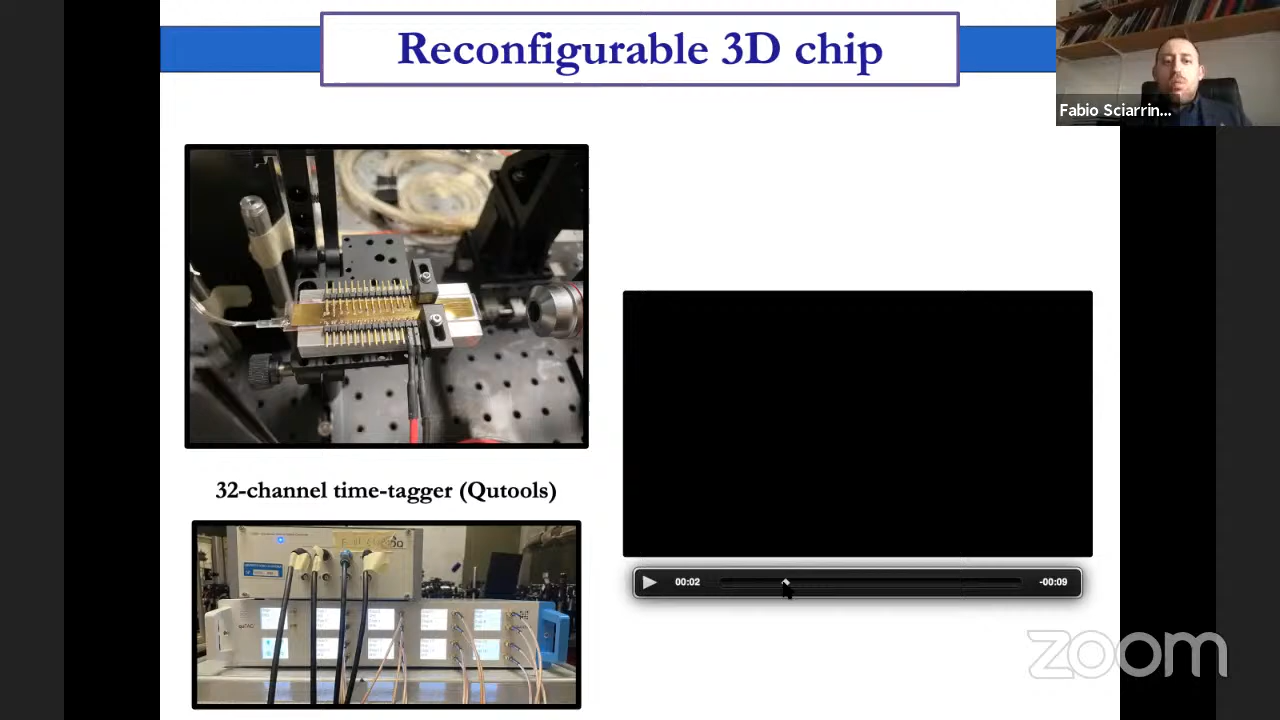 Reconfigurable 3D chip
Fabio Sciarrin...
32-channel time-tagger (Qutools)
00:02
-00:09
zoom